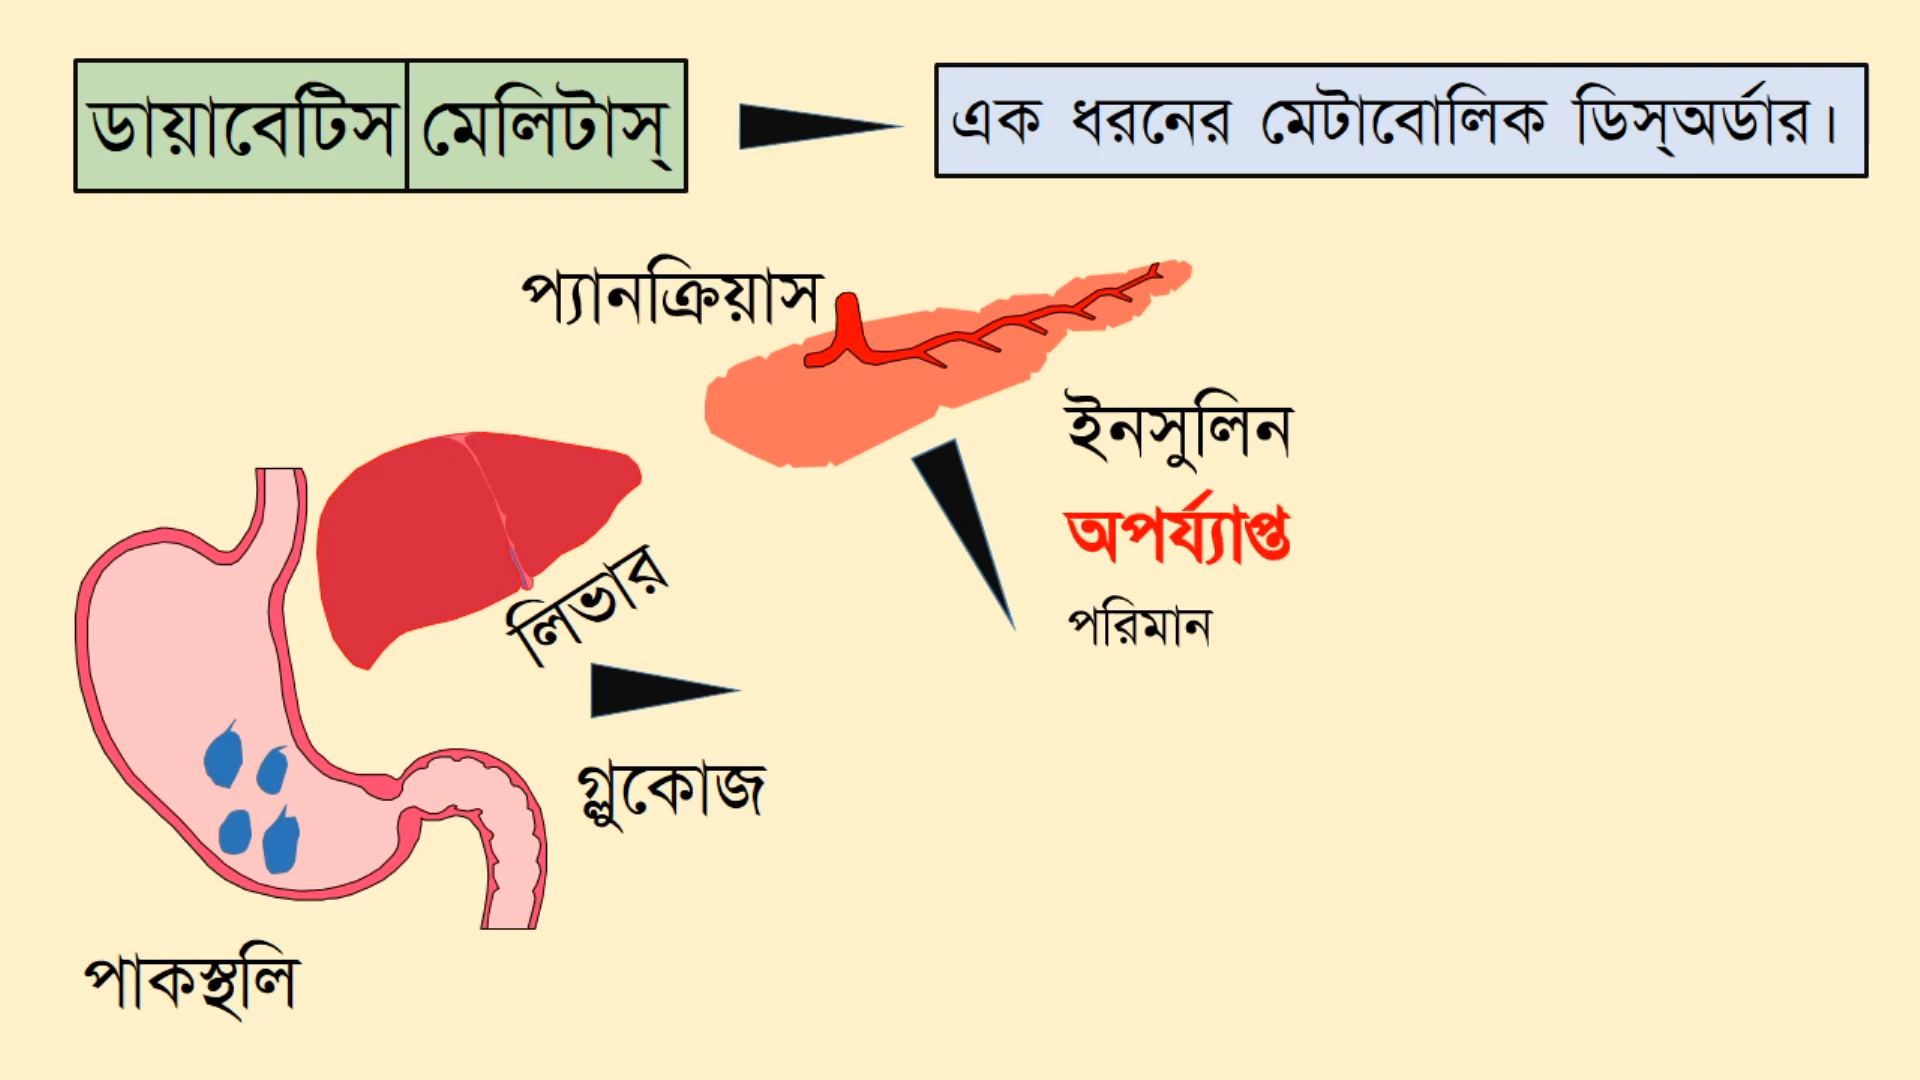 ডায়াবেটিস মেলিটাস্
এক ধরনের মেটাবোলিক ডিস্অর্ডার।
প্যানক্রিয়াস
ইনসুলিন
অপর্য্যাপ্ত
পরিমান
লিভার
গ্লুকোজ
পাকস্থলি